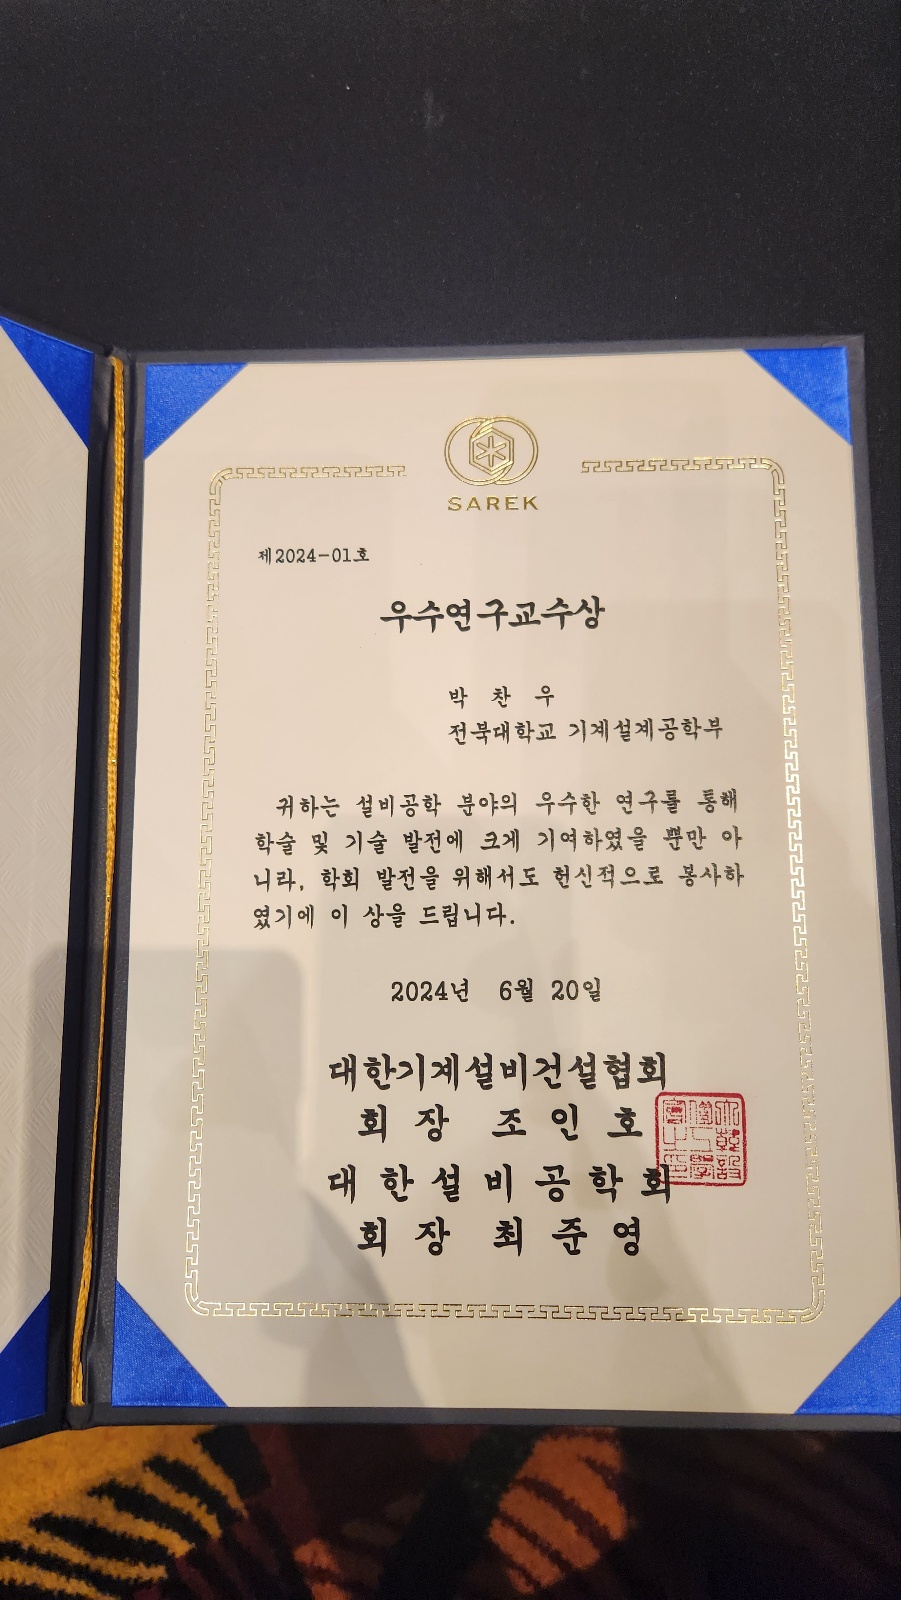 SAREK
제2024-01호
우수연구교수상
박 찬 우
전북대학교 기계설계공학부
귀하는 설비공학 분야의 우수한 연구를 통해
학술 및 기술 발전에 크게 기여하였을 뿐만 아
니라, 학회 발전을 위해서도 헌신적으로 봉사하
였기에 이 상을 드립니다.
2024년 6월 20일
대한기계설비건설협회
회 장 조 인 호
대 한 설 비 공 학 회
회 장 최 준 영